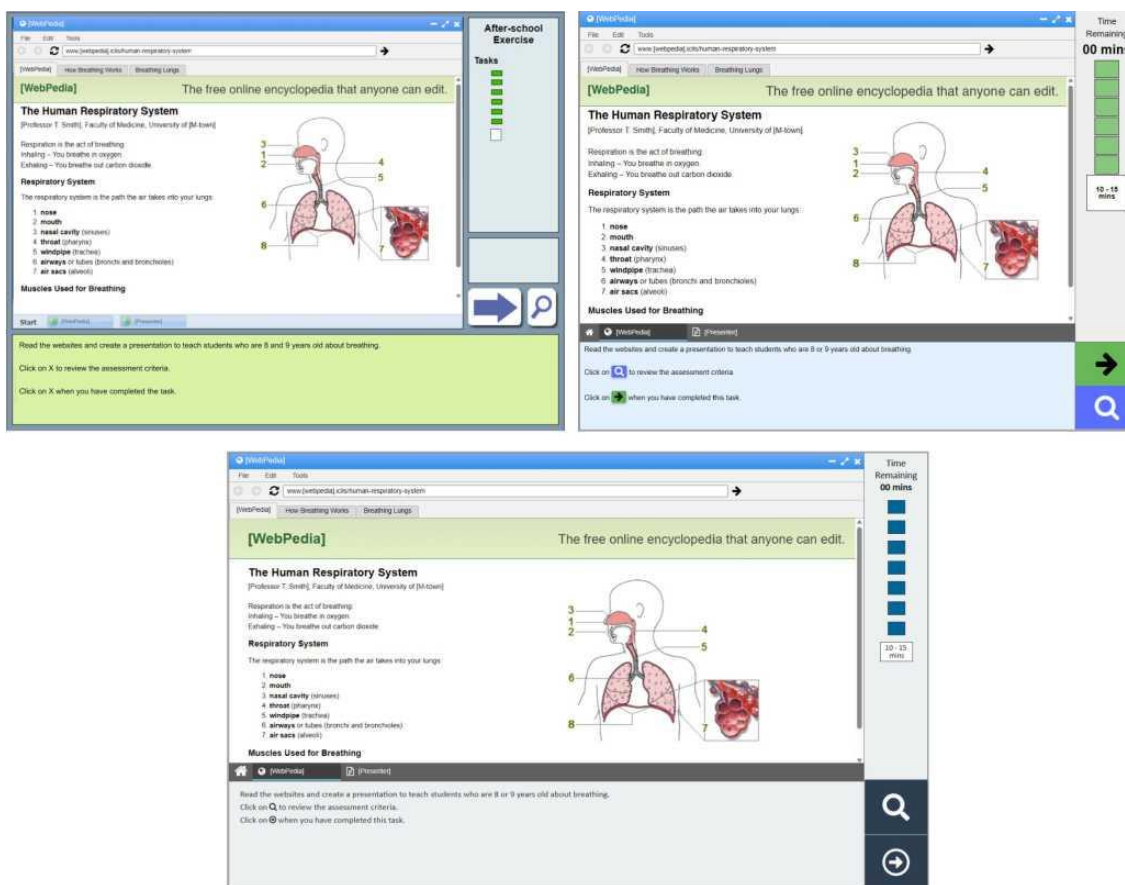 [WebPedia]
File Edit Tools
www.[webpedia].icils/human-respiratory-system
[WebPedia] How Breathing Works Breathing Lungs
[WebPedia] The free online encyclopedia that anyone can edit.
The Human Respiratory System
[Professor T. Smith], Faculty of Medicine, University of [M-town]
Respiration is the act of breathing:
Inhaling – You breathe in oxygen.
Exhaling – You breathe out carbon dioxide.
Respiratory System
The respiratory system is the path the air takes into your lungs:
1. nose
2. mouth
3. nasal cavity (sinuses)
4. throat (pharynx)
5. windpipe (trachea)
6. airways or tubes (bronchi and broncholes)
7. air sacs (alveoli)
Muscles Used for Breathing
3
1
2
4
5
6
7
8
Start [WebPedia] [Presenter]
After-school
Exercise
Tasks
Read the websites and create a presentation to teach students who are 8 and 9 years old about breathing.
Click on X to review the assessment criteria.
Click on X when you have completed the task.
[WebPedia]
File Edit Tools
www.[webpedia].icils/human-respiratory-system
[WebPedia] How Breathing Works Breathing Lungs
[WebPedia] The free online encyclopedia that anyone can edit.
The Human Respiratory System
[Professor T. Smith], Faculty of Medicine, University of [M-town]
Respiration is the act of breathing:
Inhaling – You breathe in oxygen.
Exhaling – You breathe out carbon dioxide.
Respiratory System
The respiratory system is the path the air takes into your lungs:
1. nose
2. mouth
3. nasal cavity (sinuses)
4. throat (pharynx)
5. windpipe (trachea)
6. airways or tubes (bronchi and broncholes)
7. air sacs (alveoli)
Muscles Used for Breathing
3
1
2
4
5
6
7
8
[WebPedia] [Presenter]
Time
Remaining
00 mins
10 - 15
mins
Read the websites and create a presentation to teach students who are 8 or 9 years old about breathing.
Click on to review the assessment criteria
Click on when you have completed this task.
[WebPedia]
File Edit Tools
www.[webpedia].icils/human-respiratory-system
[WebPedia] How Breathing Works Breathing Lungs
[WebPedia] The free online encyclopedia that anyone can edit.
The Human Respiratory System
[Professor T. Smith], Faculty of Medicine, University of [M-town]
Respiration is the act of breathing:
Inhaling – You breathe in oxygen.
Exhaling – You breathe out carbon dioxide.
Respiratory System
The respiratory system is the path the air takes into your lungs:
1. nose
2. mouth
3. nasal cavity (sinuses)
4. throat (pharynx)
5. windpipe (trachea)
6. airways or tubes (bronchi and broncholes)
7. air sacs (alveoli)
Muscles Used for Breathing
3
1
2
4
5
6
7
8
[WebPedia] [Presenter]
Time
Remaining
00 mins
10 - 15
mins
Read the websites and create a presentation to teach students who are 8 or 9 years old about breathing.
Click on to review the assessment criteria.
Click on when you have completed this task.